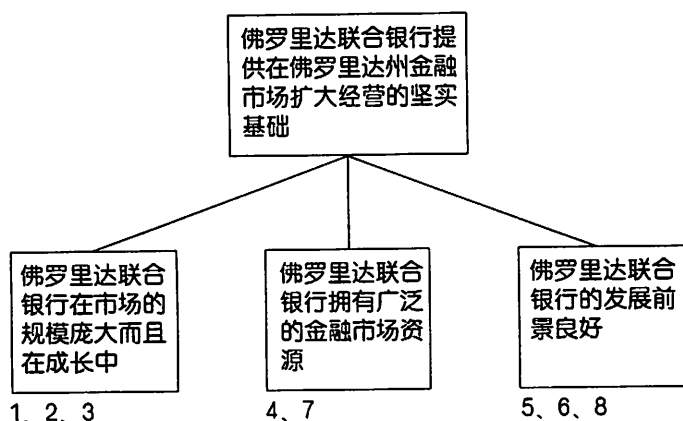 佛罗里达联合银行提
供在佛罗里达州金融
市场扩大经营的坚实
基础
佛罗里达联合
银行在市场的
规模庞大而且
在成长中
1、2、3
佛罗里达联合
银行拥有广泛
的金融市场资
源
4、7
佛罗里达联合
银行的发展前
景良好
5、6、8